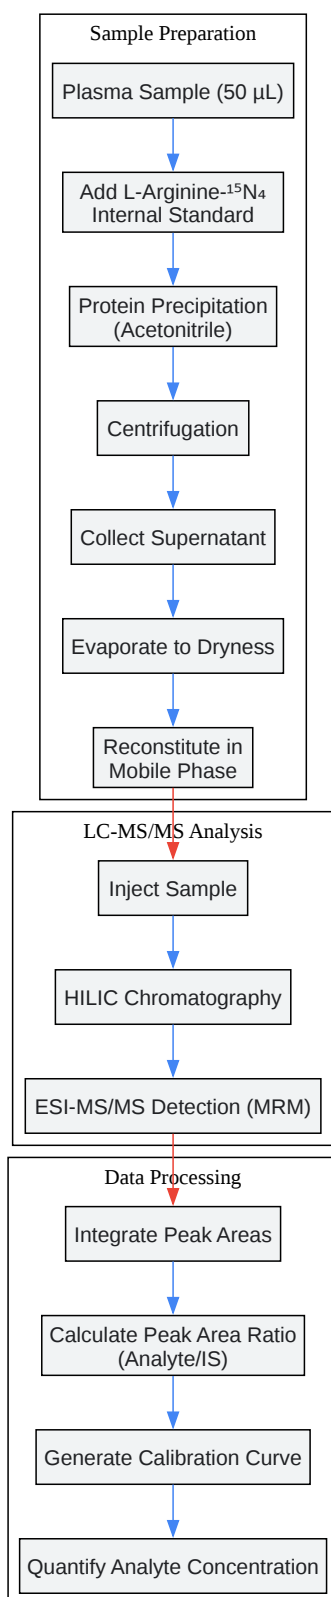 Sample Preparation
Plasma Sample (50 µL)
Add L-Arginine-¹⁵N₄
Internal Standard
Protein Precipitation
(Acetonitrile)
Centrifugation
Collect Supernatant
Evaporate to Dryness
Reconstitute in
Mobile Phase
LC-MS/MS Analysis
Inject Sample
HILIC Chromatography
ESI-MS/MS Detection (MRM)
Data Processing
Integrate Peak Areas
Calculate Peak Area Ratio
(Analyte/IS)
Generate Calibration Curve
Quantify Analyte Concentration